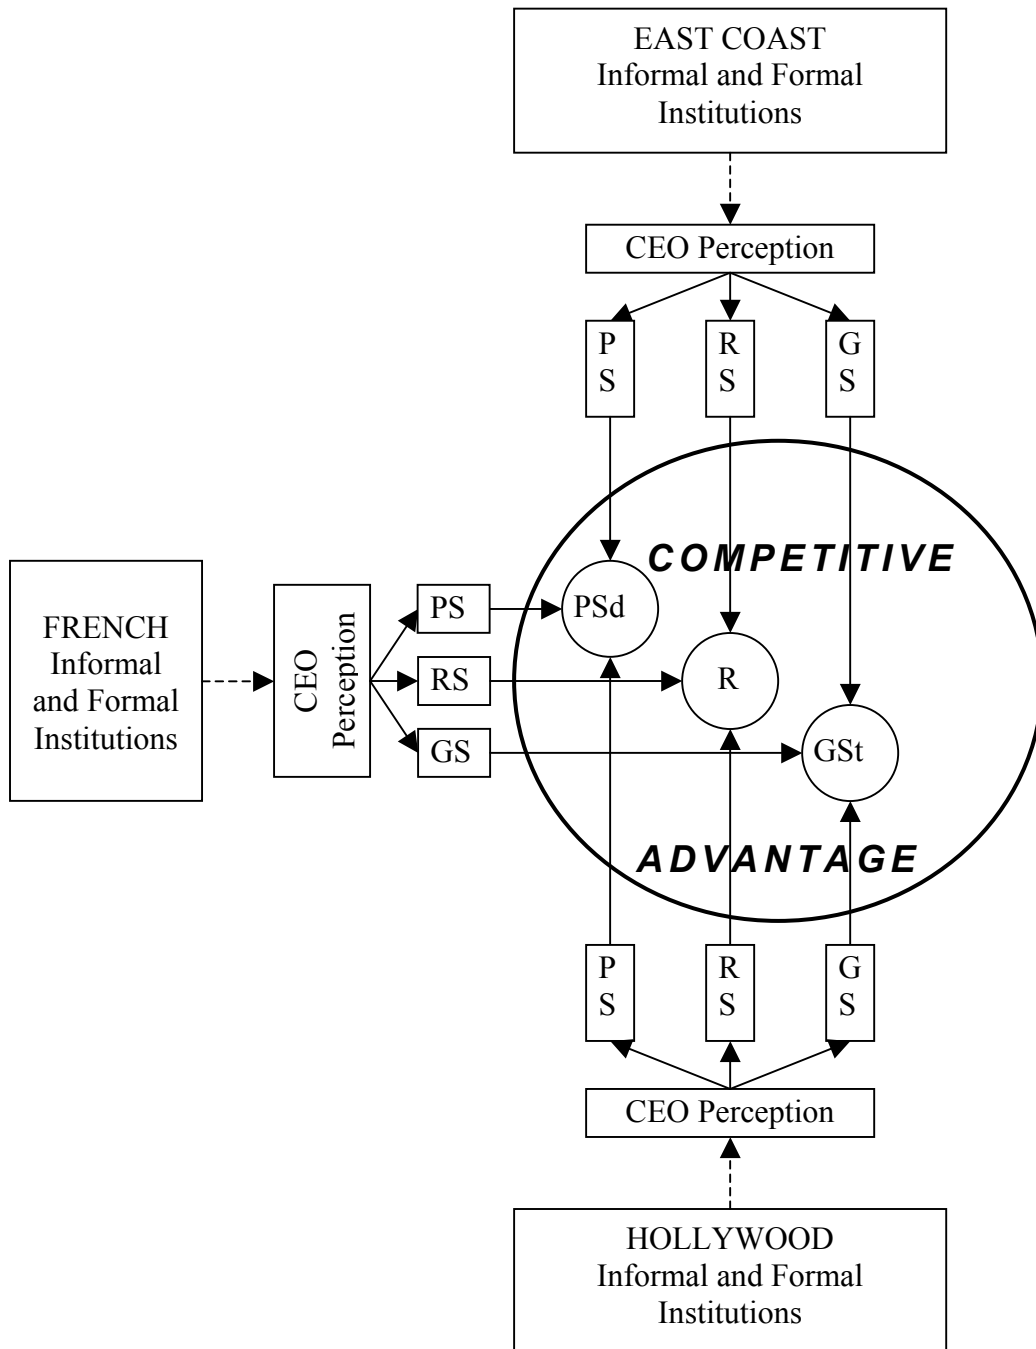 EAST COAST
Informal and Formal
Institutions
CEO Perception
P
S
R
S
G
S
COMPETITIVE
FRENCH
Informal
and Formal
Institutions
CEO
Perception
PS
RS
GS
PSd
R
GSt
ADVANTAGE
P
S
R
S
G
S
CEO Perception
HOLLYWOOD
Informal and Formal
Institutions